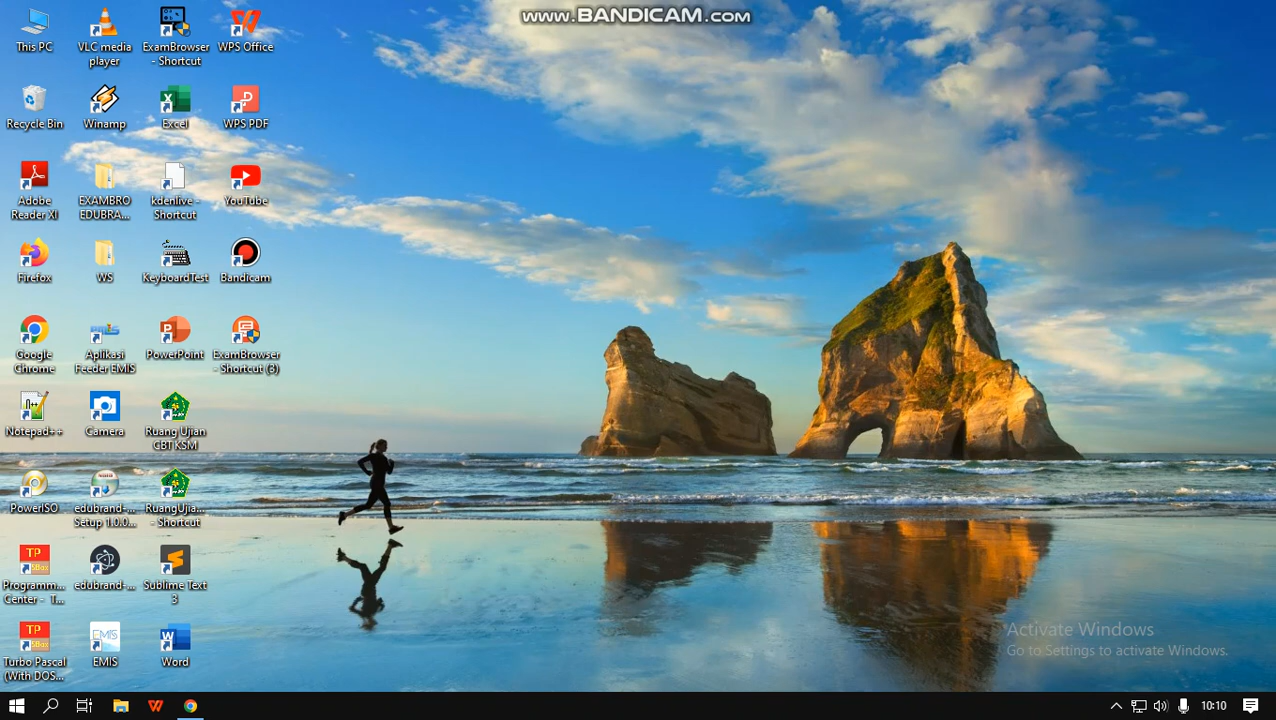 www.BANDICAM.com
This PC
VLC media
player
ExamBrowser
- Shortcut
WPS Office
Recycle Bin
Winamp
Excel
WPS PDF
Adobe
Reader XI
EXAMBRO
EDUBRA...
kdenlive -
Shortcut
YouTube
Firefox
WS
KeyboardTest
Bandicam
Google
Chrome
Aplikasi
Feeder EMIS
PowerPoint
ExamBrowser
- Shortcut (3)
Notepad++
Camera
Ruang Ujian
CBT KSM
PowerISO
edubrand-...
Setup 1.0.0...
RuangUjia...
- Shortcut
Programm...
Center - T...
edubrand-...
Sublime Text
3
Turbo Pascal
(With DOS...
EMIS
Word
Activate Windows
Go to Settings to activate Windows.
10:10